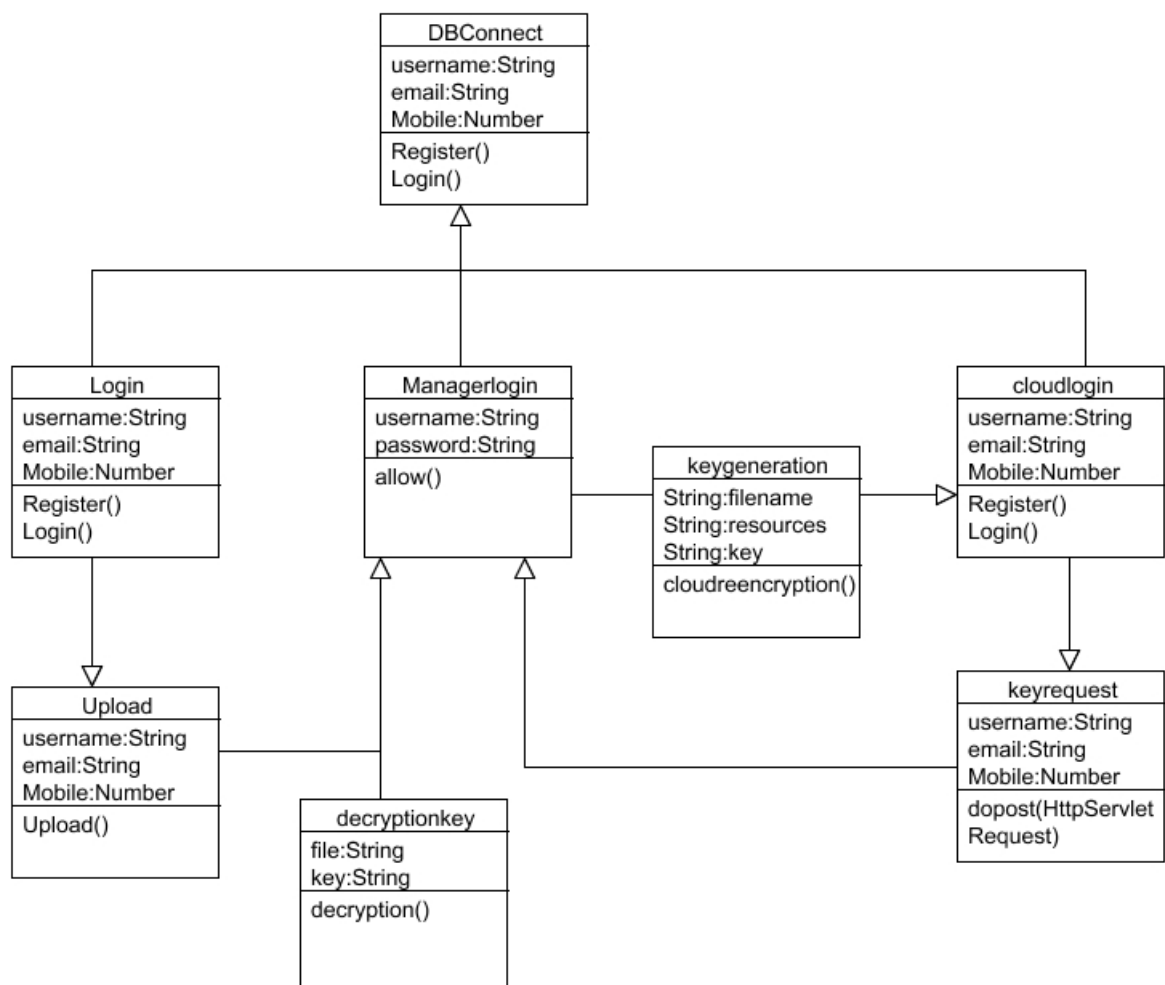 DBConnect
username:String
email:String
Mobile:Number
Register()
Login()
Login
username:String
email:String
Mobile:Number
Register()
Login()
Managerlogin
username:String
password:String
allow()
keygeneration
String:filename
String:resources
String:key
cloudreencryption()
cloudlogin
username:String
email:String
Mobile:Number
Register()
Login()
Upload
username:String
email:String
Mobile:Number
Upload()
decryptionkey
file:String
key:String
decryption()
keyrequest
username:String
email:String
Mobile:Number
dopost(HttpServlet
Request)